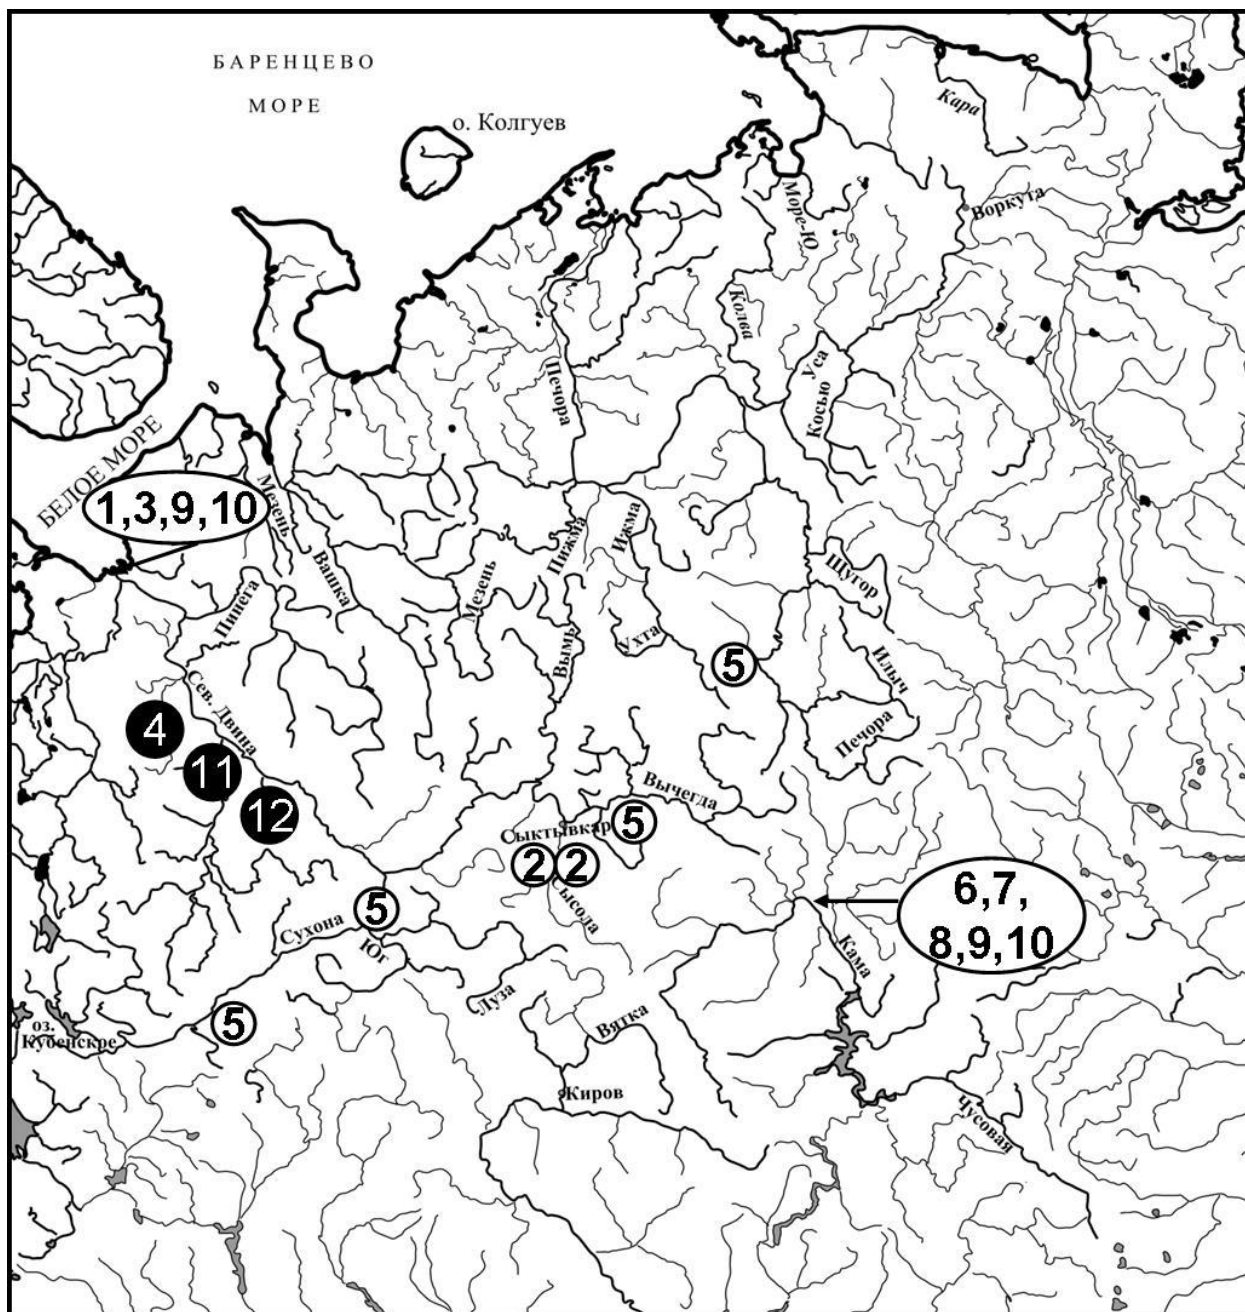 БАРЕНЦЕВО
МОРЕ
о. Колгуев
Кара
Море-Ю
Воркута
Колва
Печора
Уса
Косью
БЕЛОЕ МОРЕ
1,3,9,10
Мезень
Вашка
Пинега
Мезень
Пижма
Ижма
Щугор
Вымь
Ухта
5
Илыч
Сев. Двина
4
11
12
Печора
Вычегда
Сыктывкар
5
2
2
Сысола
5
Сухона
Юг
6,7,
8,9,10
Кама
Луза
5
оз.
Кубенскре
Вятка
Киров
Чусовая